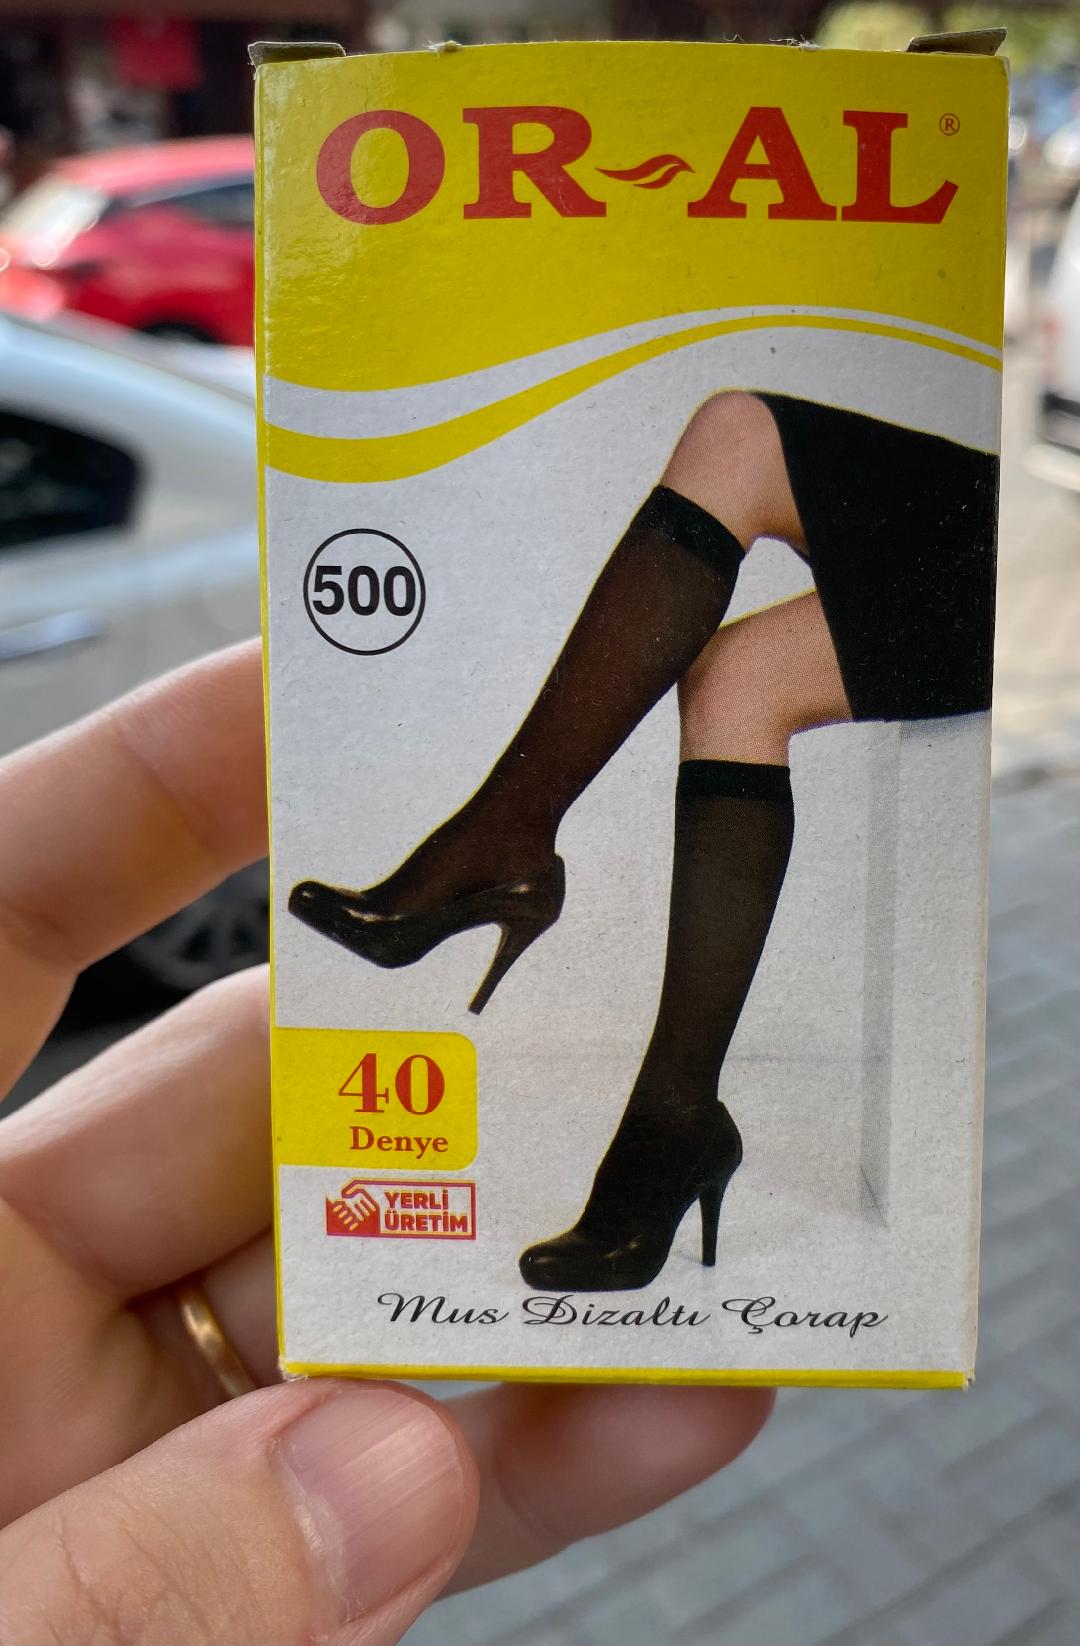 OR-AL®
500
40
Denye
YERLİ
ÜRETİM
Mus Dizaltı Çorap